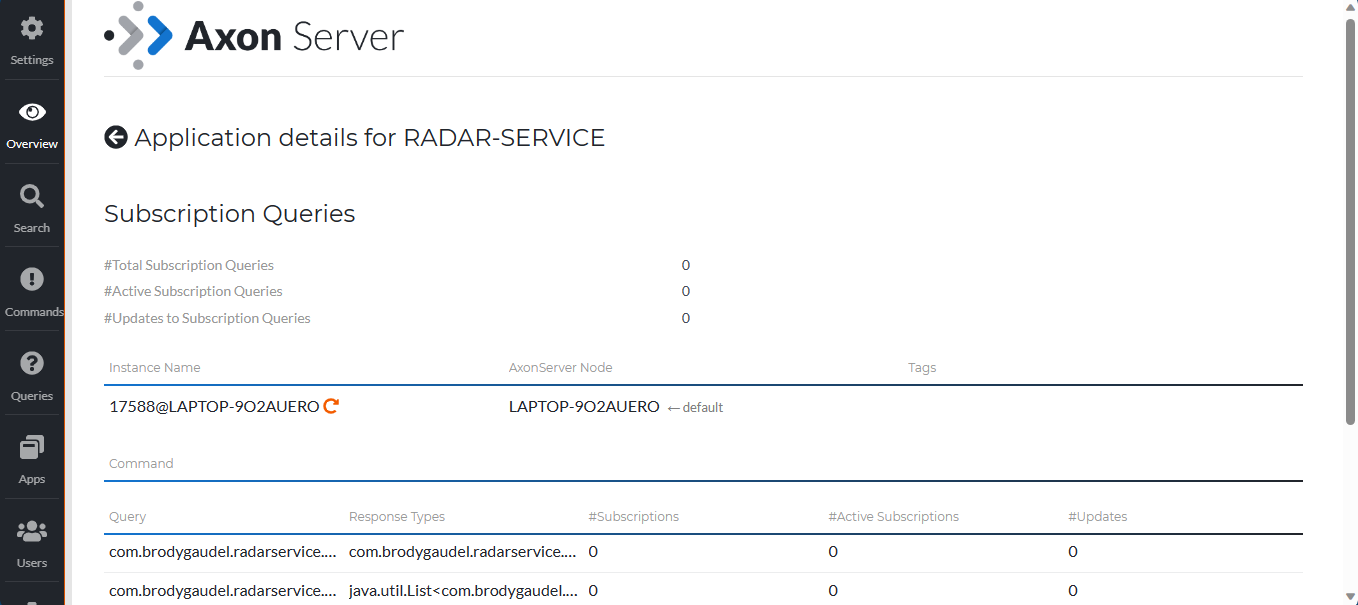 Settings
Overview
Search
Commands
Queries
Apps
Users
Axon Server
Application details for RADAR-SERVICE
Subscription Queries
#Total Subscription Queries 0
#Active Subscription Queries 0
#Updates to Subscription Queries 0
Instance Name AxonServer Node Tags
17588@LAPTOP-9O2AUERO LAPTOP-9O2AUERO ←default
Command
Query Response Types #Subscriptions #Active Subscriptions #Updates
com.brodygaudel.radarservice.... com.brodygaudel.radarservice.... 0 0 0
com.brodygaudel.radarservice.... java.util.List<com.brodygaudel.... 0 0 0